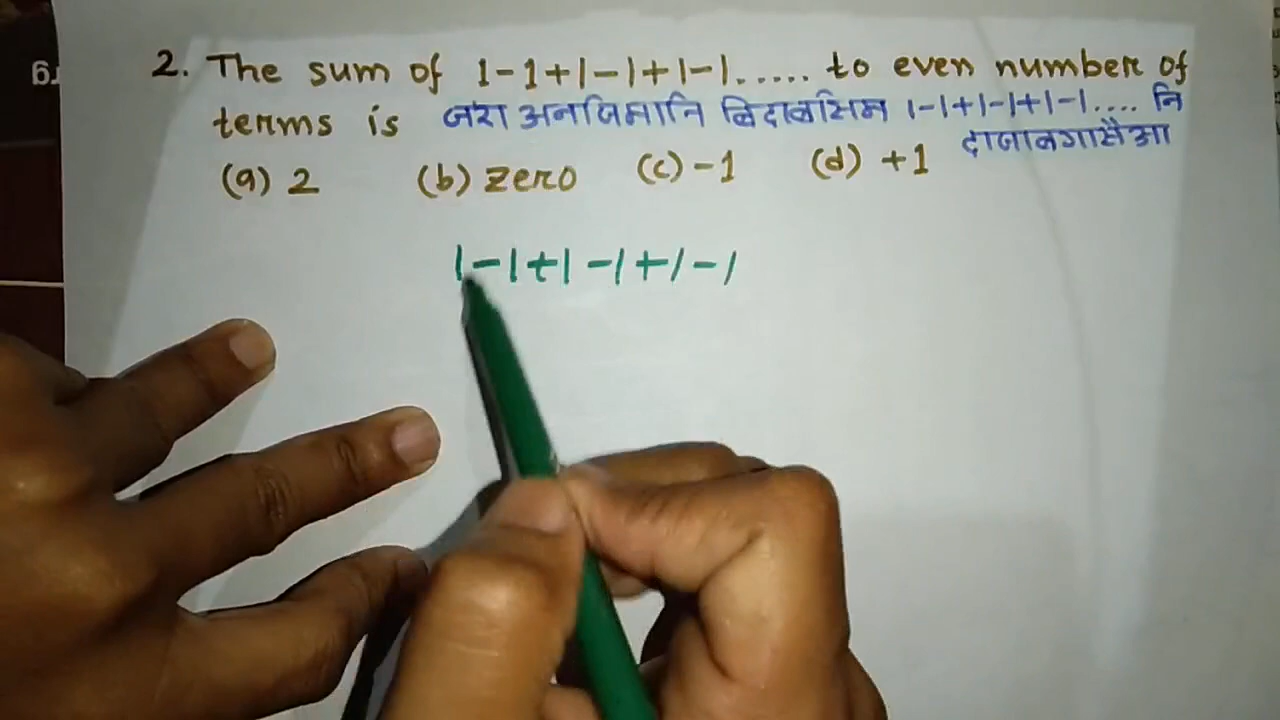 2. The sum of 1-1+1-1+1-1..... to even number of
terms is जरा अनजिमानि बिदावसिन 1-1+1-1+1-1.... नि
दाजाबगासैआ
(a) 2 (b) zero (c) -1 (d) +1
1-1+1-1+1-1